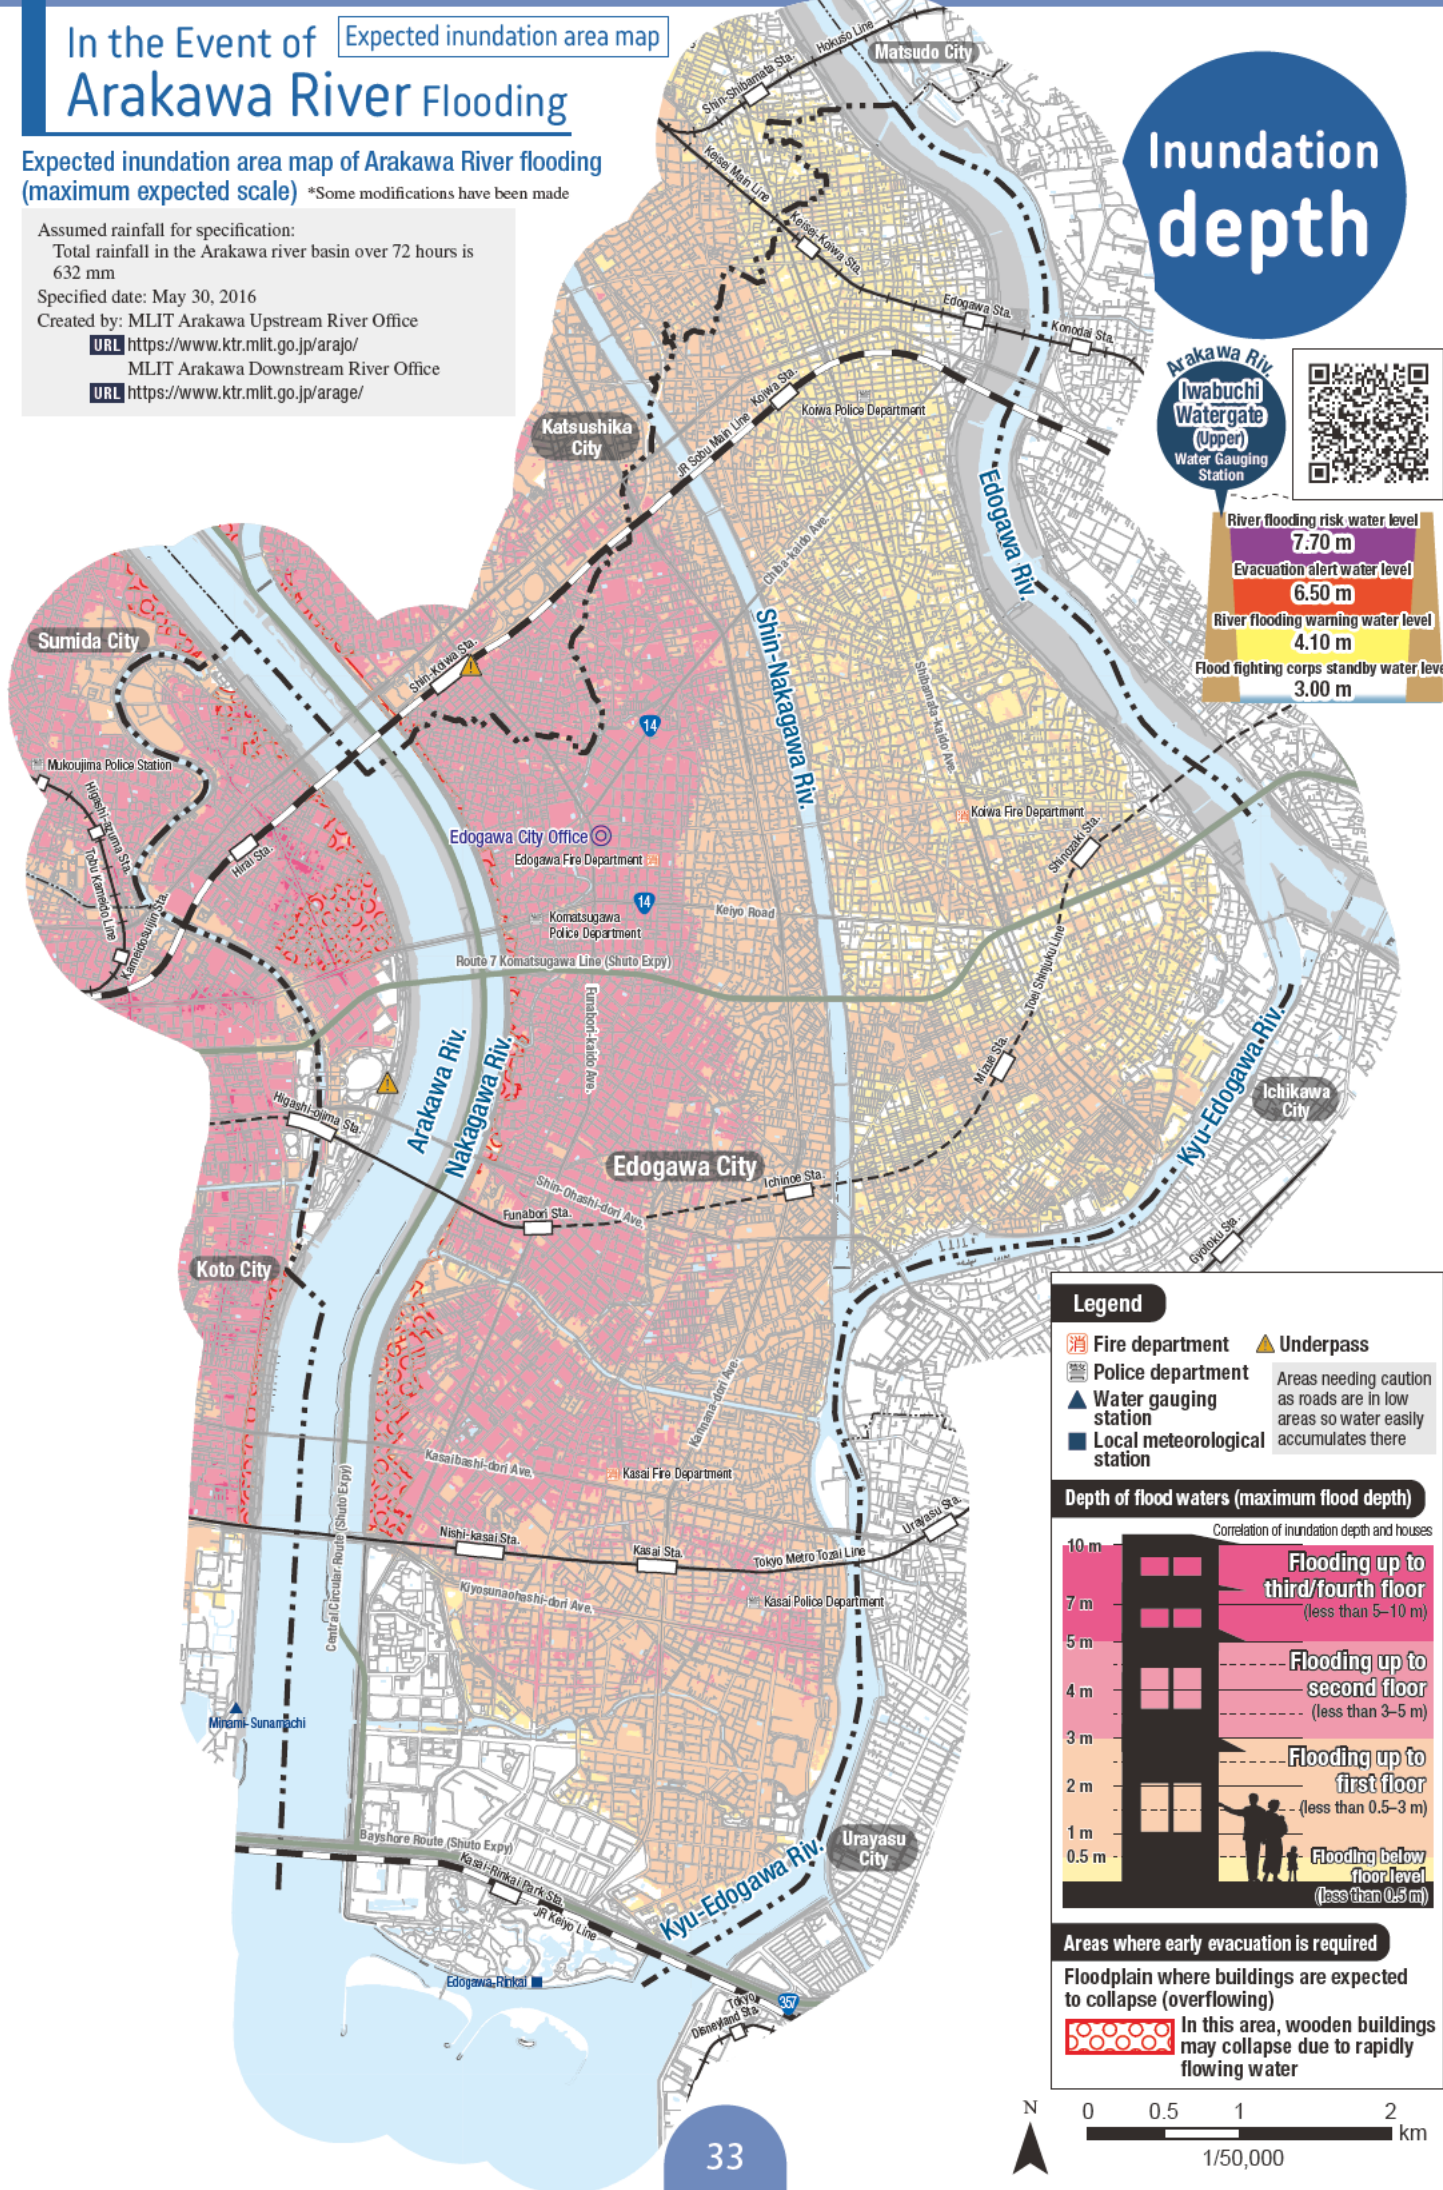 In the Event of
Expected inundation area map
Arakawa River Flooding
Expected inundation area map of Arakawa River flooding
(maximum expected scale) *Some modifications have been made
Assumed rainfall for specification:
Total rainfall in the Arakawa river basin over 72 hours is
632 mm
Specified date: May 30, 2016
Created by: MLIT Arakawa Upstream River Office
URL https://www.ktr.mlit.go.jp/arajo/
MLIT Arakawa Downstream River Office
URL https://www.ktr.mlit.go.jp/arage/
Inundation
depth
Arakawa Riv.
Iwabuchi
Watergate
(Upper)
Water Gauging
Station
River flooding risk water level
7.70 m
Evacuation alert water level
6.50 m
River flooding warning water level
4.10 m
Flood fighting corps standby water leve
3.00 m
Hokuso Line
Matsudo City
Shin-Shibamata Sta.
Keisei Main Line
Keisei-Koiwa Sta.
Edogawa Sta.
Konodai Sta.
Koiwa Sta.
Koiwa Police Department
JR Sobu Main Line
Katsushika
City
Edogawa Riv.
Chiba-kaido Ave.
Shin-Nakagawa Riv.
Shibamata-kaido Ave.
Sumida City
Shin-Koiwa Sta.
14
Mukoujima Police Station
Higashi-azuma Sta.
Tobu Kameido Line
Kameidosuijin Sta.
Hirai Sta.
Edogawa City Office
Edogawa Fire Department
消
消
Koiwa Fire Department
Shinozaki Sta.
14
Komatsugawa
Police Department
Keiyo Road
Route 7 Komatsugawa Line (Shuto Expy)
Toei Shinjuku Line
Funabori-kaido Ave.
Mizue Sta.
Arakawa Riv.
Nakagawa Riv.
Kyu-Edogawa Riv.
Ichikawa
City
Higashi-ojima Sta.
Edogawa City
Ichinoe Sta.
Shin-Ohashi-dori Ave.
Funabori Sta.
Gyotoku Sta.
Koto City
Kannana-dori Ave.
Kasaibashi-dori Ave.
消
Kasai Fire Department
Central Circular Route (Shuto Expy)
Nishi-kasai Sta.
Kasai Sta.
Tokyo Metro Tozai Line
Urayasu Sta.
Kiyosunaohashi-dori Ave.
Kasai Police Department
Minami-Sunamachi
Bayshore Route (Shuto Expy)
Kasai-Rinkai Park Sta.
JR Keiyo Line
Kyu-Edogawa Riv.
Urayasu
City
Edogawa-Rinkai
357
Tokyo
Disneyland Sta.
Legend
消 Fire department
Underpass
警 Police department
Water gauging
station
Local meteorological
station
Areas needing caution
as roads are in low
areas so water easily
accumulates there
Depth of flood waters (maximum flood depth)
Correlation of inundation depth and houses
10 m
Flooding up to
third/fourth floor
(less than 5–10 m)
7 m
5 m
Flooding up to
second floor
(less than 3–5 m)
4 m
3 m
Flooding up to
first floor
(less than 0.5–3 m)
2 m
1 m
0.5 m
Flooding below
floor level
(less than 0.5 m)
Areas where early evacuation is required
Floodplain where buildings are expected
to collapse (overflowing)
In this area, wooden buildings
may collapse due to rapidly
flowing water
N
0 0.5 1 2
km
1/50,000
33